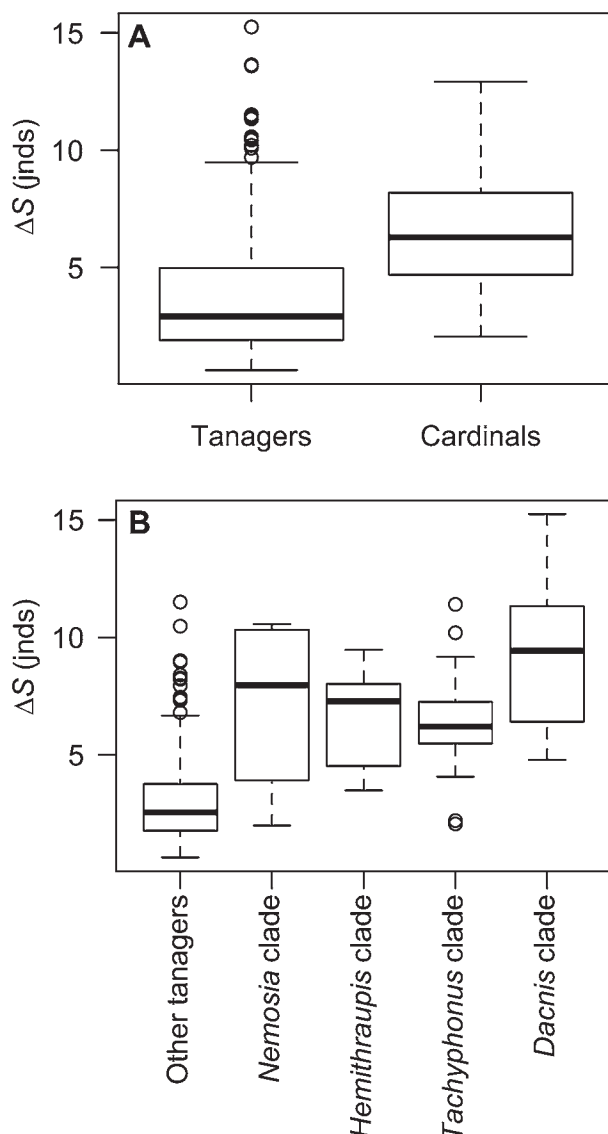 A
15
10
5
ΔS (jnds)
Tanagers
Cardinals
B
15
10
5
ΔS (jnds)
Other tanagers
Nemosia clade
Hemithraupis clade
Tachyphonus clade
Dacnis clade